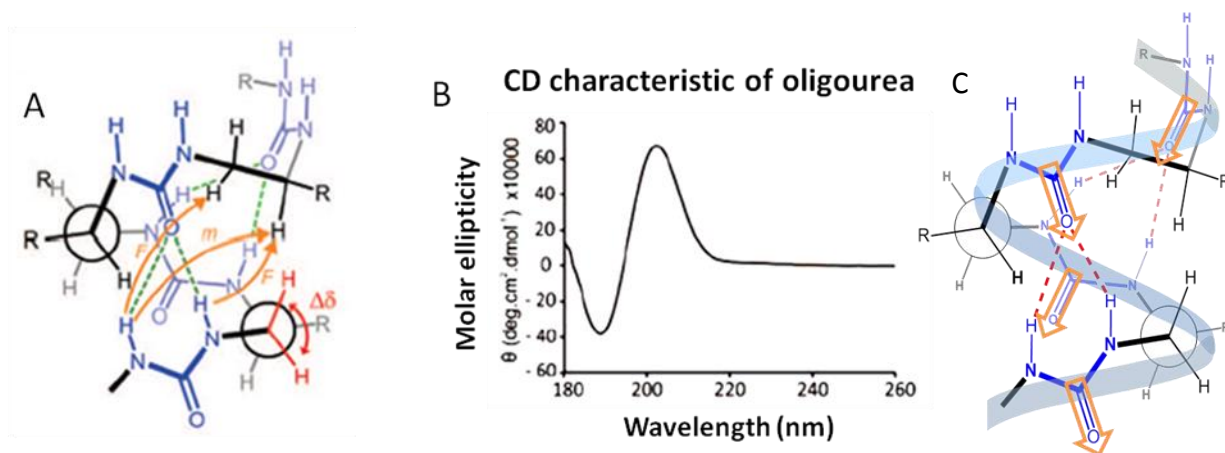 A
H
R
N
H
H
H
N
N
H
N
O
H
R
H
H
R
H
N
O
F
m
H
R
H
H
F
O
N
H
N
H
Δδ
H
H
R
N
N
H
H
O
B
CD characteristic of oligourea
Molar ellipticity
θ (deg.cm².dmol⁻¹) x10000
80
60
40
20
0
- 20
- 40
- 60
180 200 220 240 260
Wavelength (nm)
C
H
R
N
H
H
H
N
N
N
O
H
H
R
O
H
H
R
N
H
H
H
N
O
H
H
H
N
N
R
H
H
O